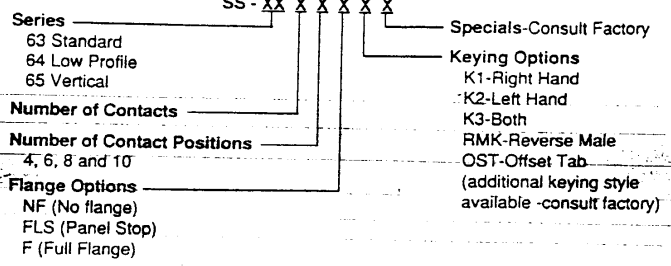 SS - XX X X X X X
Series
63 Standard
64 Low Profile
65 Vertical
Number of Contacts
Number of Contact Positions
4, 6, 8 and 10
Flange Options
NF (No flange)
FLS (Panel Stop)
F (Full Flange)
Specials-Consult Factory
Keying Options
K1-Right Hand
K2-Left Hand
K3-Both
RMK-Reverse Male
OST-Offset Tab
(additional keying style
available -consult factory)